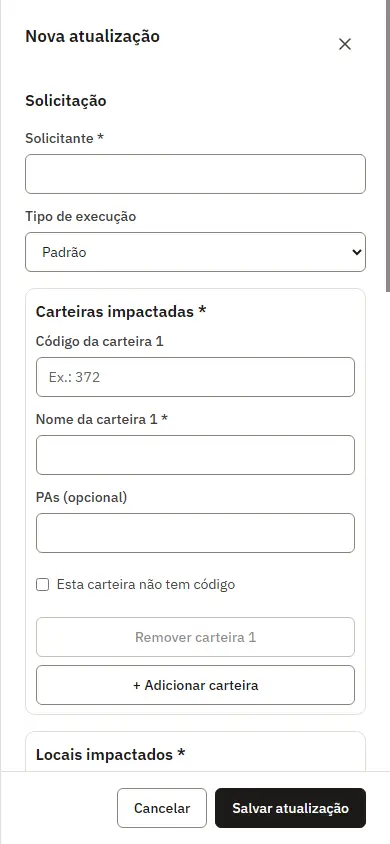 Nova atualização
Solicitação
Solicitante *
Tipo de execução
Padrão
Carteiras impactadas *
Código da carteira 1
Ex.: 372
Nome da carteira 1 *
PAs (opcional)
Esta carteira não tem código
Remover carteira 1
+ Adicionar carteira
Locais impactados *
Cancelar
Salvar atualização